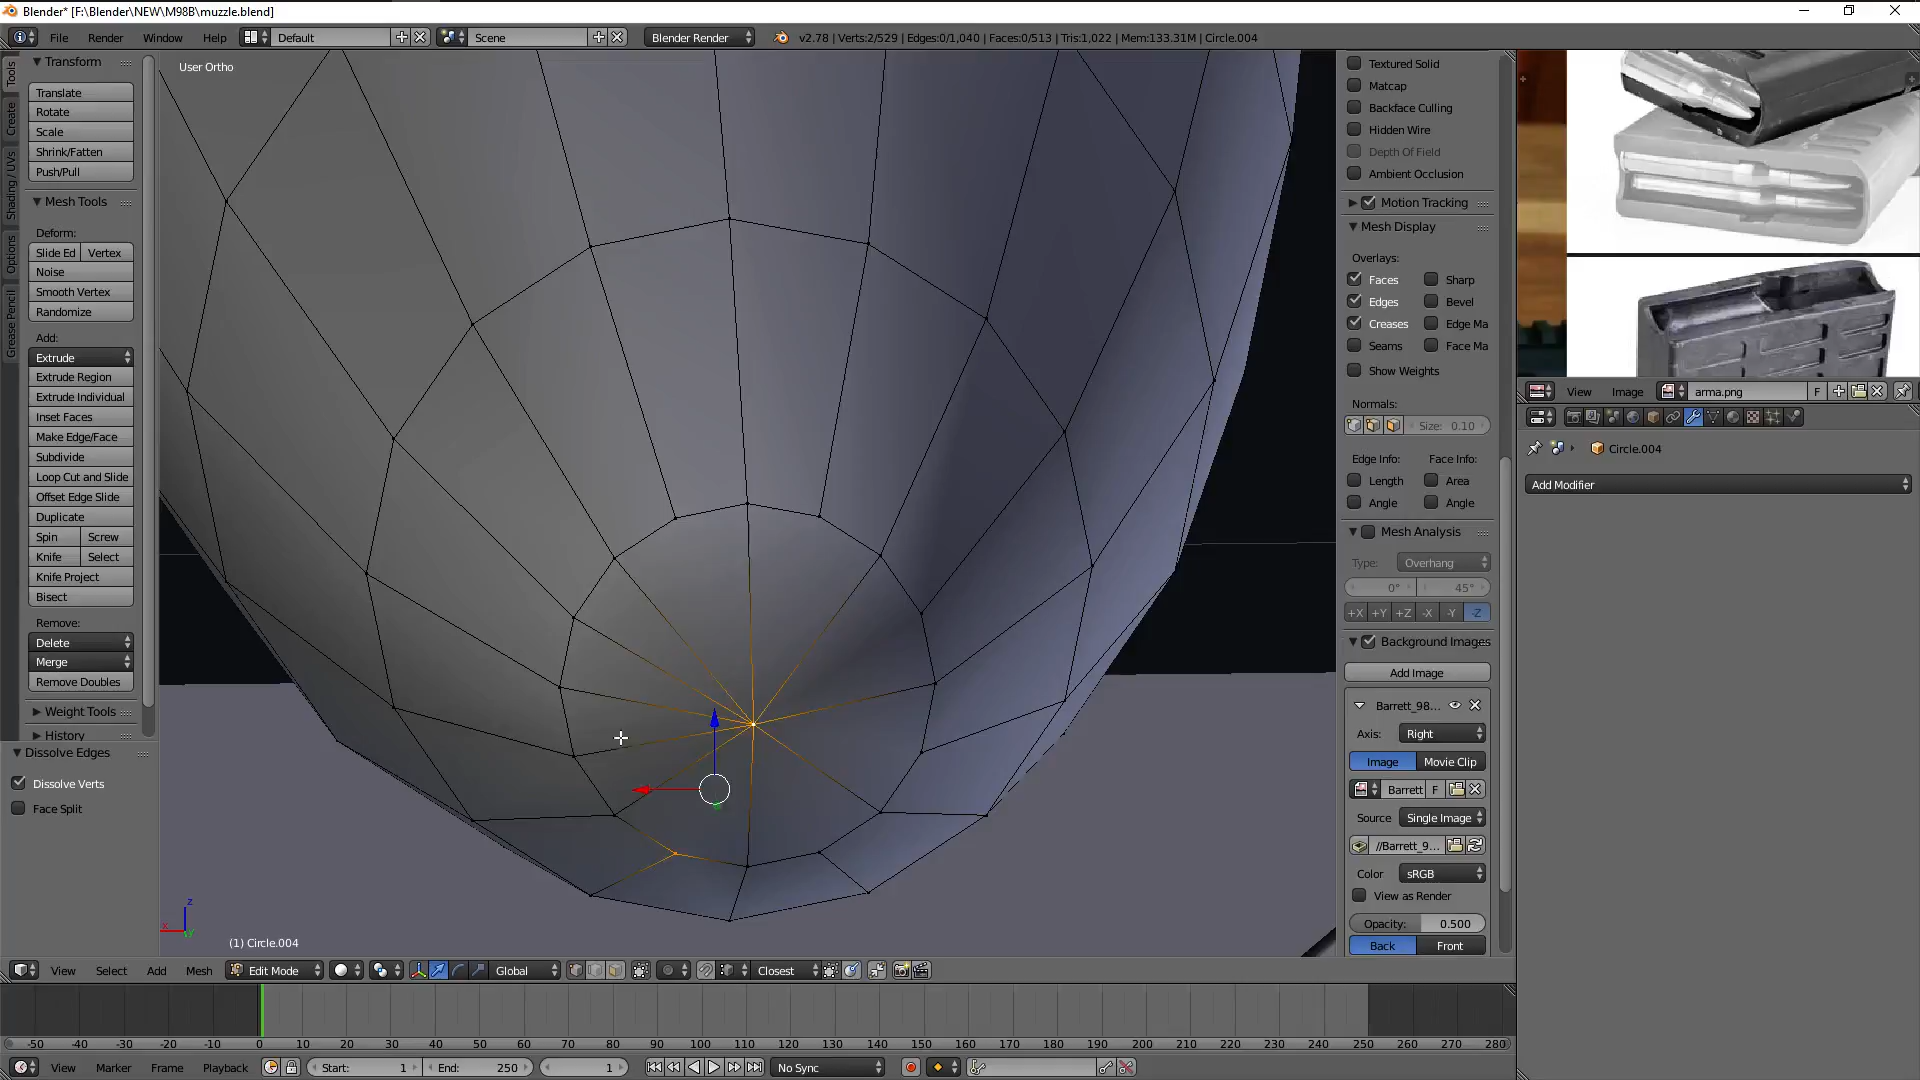 Blender* [F:\Blender\NEW\M98B\muzzle.blend]
File Render Window Help Default Scene Blender Render v2.78 | Verts:2/529 | Edges:0/1,040 | Faces:0/513 | Tris:1,022 | Mem:133.31M | Circle.004
Tools
Create
Shading / UVs
Options
Grease Pencil
Transform
Translate
Rotate
Scale
Shrink/Fatten
Push/Pull
Mesh Tools
Deform:
Slide Ed Vertex
Noise
Smooth Vertex
Randomize
Add:
Extrude
Extrude Region
Extrude Individual
Inset Faces
Make Edge/Face
Subdivide
Loop Cut and Slide
Offset Edge Slide
Duplicate
Spin Screw
Knife Select
Knife Project
Bisect
Remove:
Delete
Merge
Remove Doubles
Weight Tools
History
Dissolve Edges
Dissolve Verts
Face Split
User Ortho
z
x
y
(1) Circle.004
Textured Solid
Matcap
Backface Culling
Hidden Wire
Depth Of Field
Ambient Occlusion
Motion Tracking
Mesh Display
Overlays:
Faces Sharp
Edges Bevel
Creases Edge Ma
Seams Face Ma
Show Weights
Normals:
Size: 0.10
Edge Info: Face Info:
Length Area
Angle Angle
Mesh Analysis
Type: Overhang
0° 45°
+X +Y +Z -X -Y -Z
Background Images
Add Image
Barrett_98...
Axis: Right
Image Movie Clip
Barrett F
Source Single Image
//Barrett_9...
Color sRGB
View as Render
Opacity: 0.500
Back Front
View Image arma.png F
Circle.004
Add Modifier
View Select Add Mesh Edit Mode Global Closest
-50 -40 -30 -20 -10 0 10 20 30 40 50 60 70 80 90 100 110 120 130 140 150 160 170 180 190 200 210 220 230 240 250 260 270 280
View Marker Frame Playback Start: 1 End: 250 1 No Sync